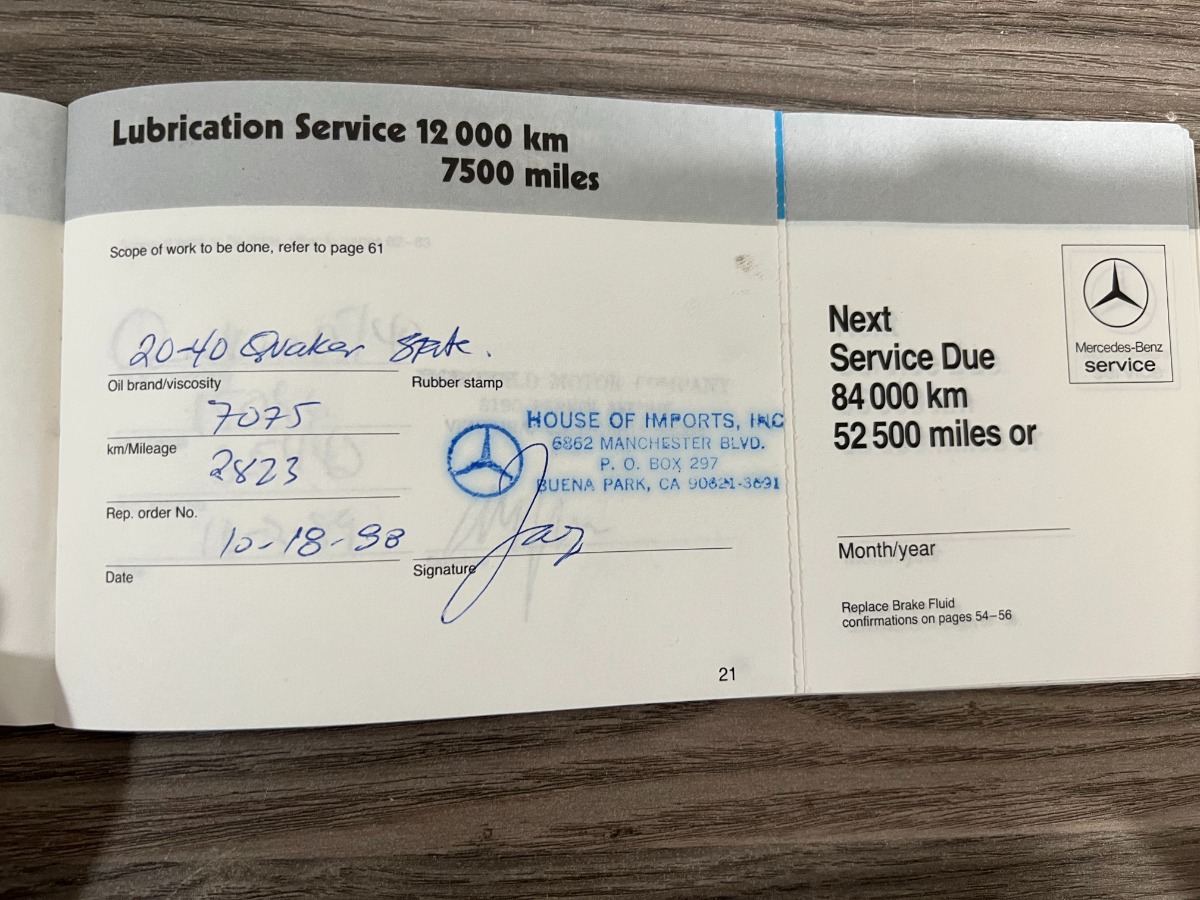 Lubrication Service 12 000 km
7500 miles
Scope of work to be done, refer to page 61
20-40 Quaker State.
Oil brand/viscosity
Rubber stamp
7075
km/Mileage
2823
Rep. order No.
10-18-88
Date
HOUSE OF IMPORTS, INC
6862 MANCHESTER BLVD.
P. O. BOX 297
BUENA PARK, CA 90621-3691
Signature
21
Next
Service Due
84 000 km
52 500 miles or
Month/year
Replace Brake Fluid
confirmations on pages 54–56
Mercedes-Benz
service